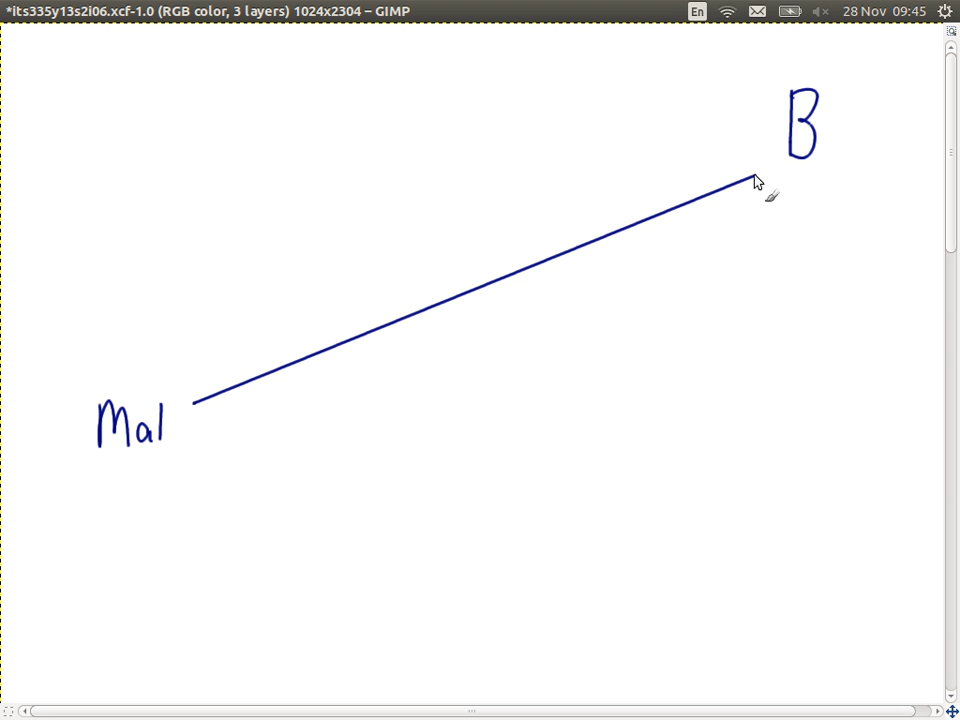 *its335y13s2i06.xcf-1.0 (RGB color, 3 layers) 1024x2304 – GIMP
En
28 Nov 09:45
B
Mal